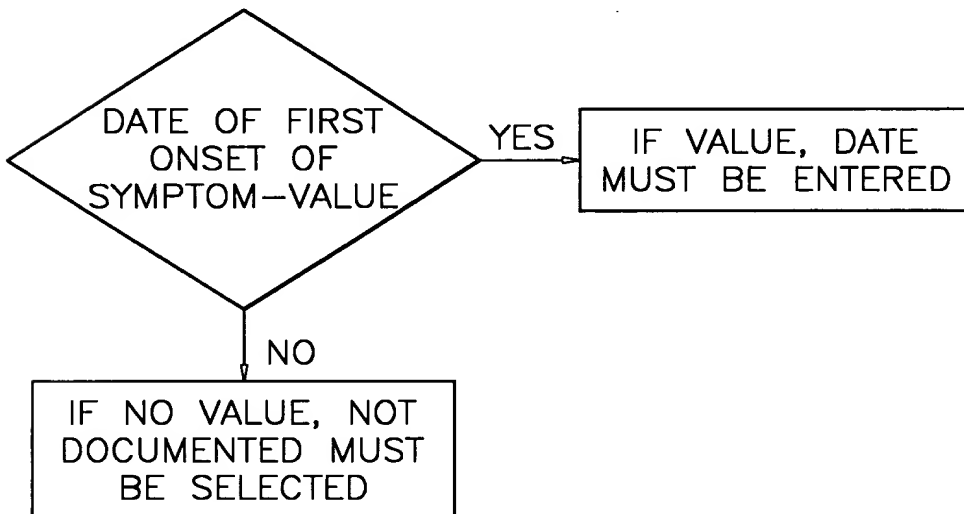 DATE OF FIRST
ONSET OF
SYMPTOM-VALUE
YES
IF VALUE, DATE
MUST BE ENTERED
NO
IF NO VALUE, NOT
DOCUMENTED MUST
BE SELECTED